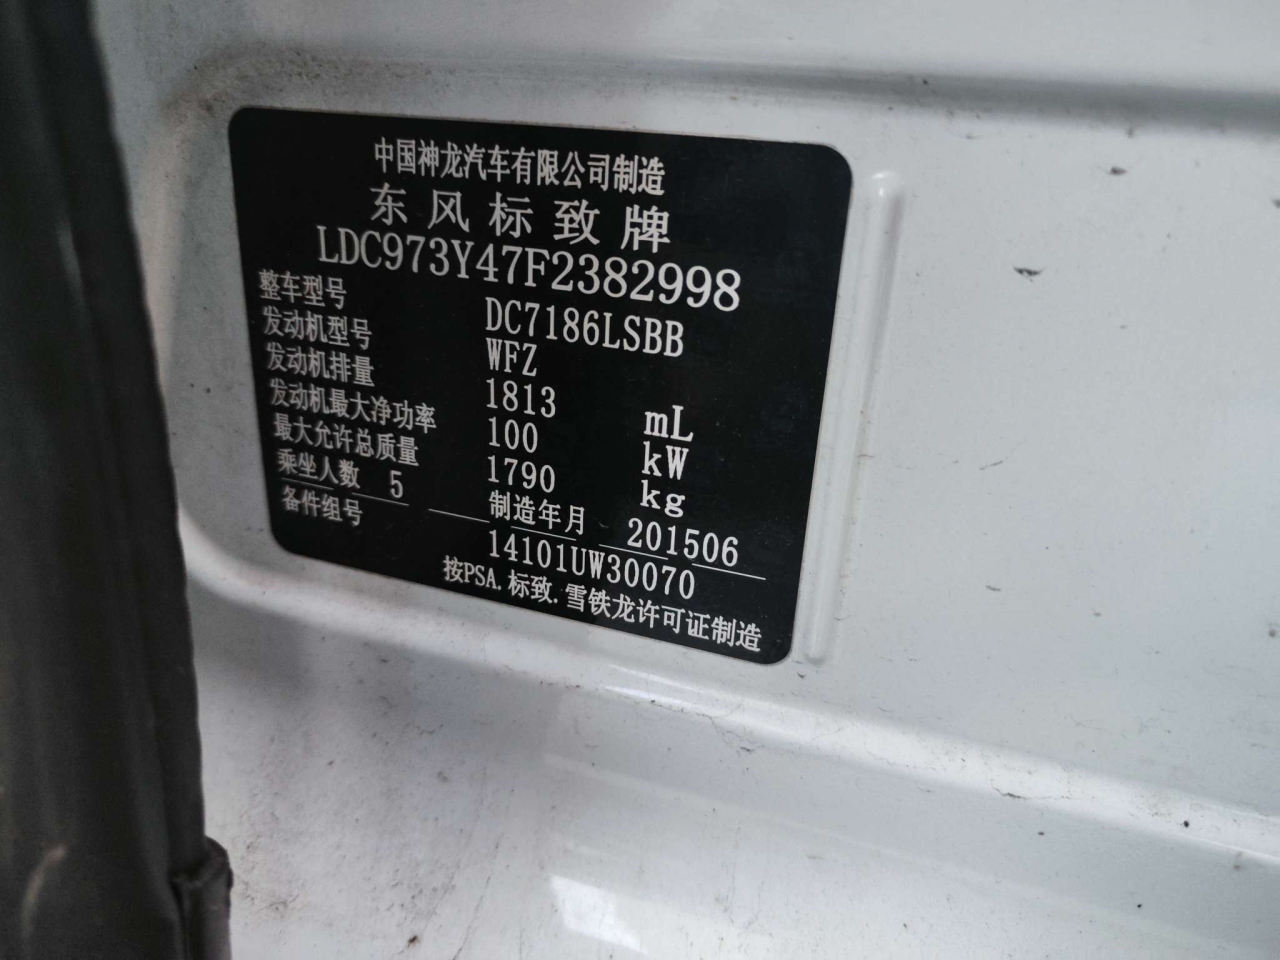 中国神龙汽车有限公司制造
东风标致牌
LDC973Y47F2382998
整车型号 DC7186LSBB
发动机型号 WFZ
发动机排量 1813 mL
发动机最大净功率 100 kW
最大允许总质量 1790 kg
乘坐人数 5 制造年月 201506
备件组号 14101UW30070
按PSA.标致.雪铁龙许可证制造